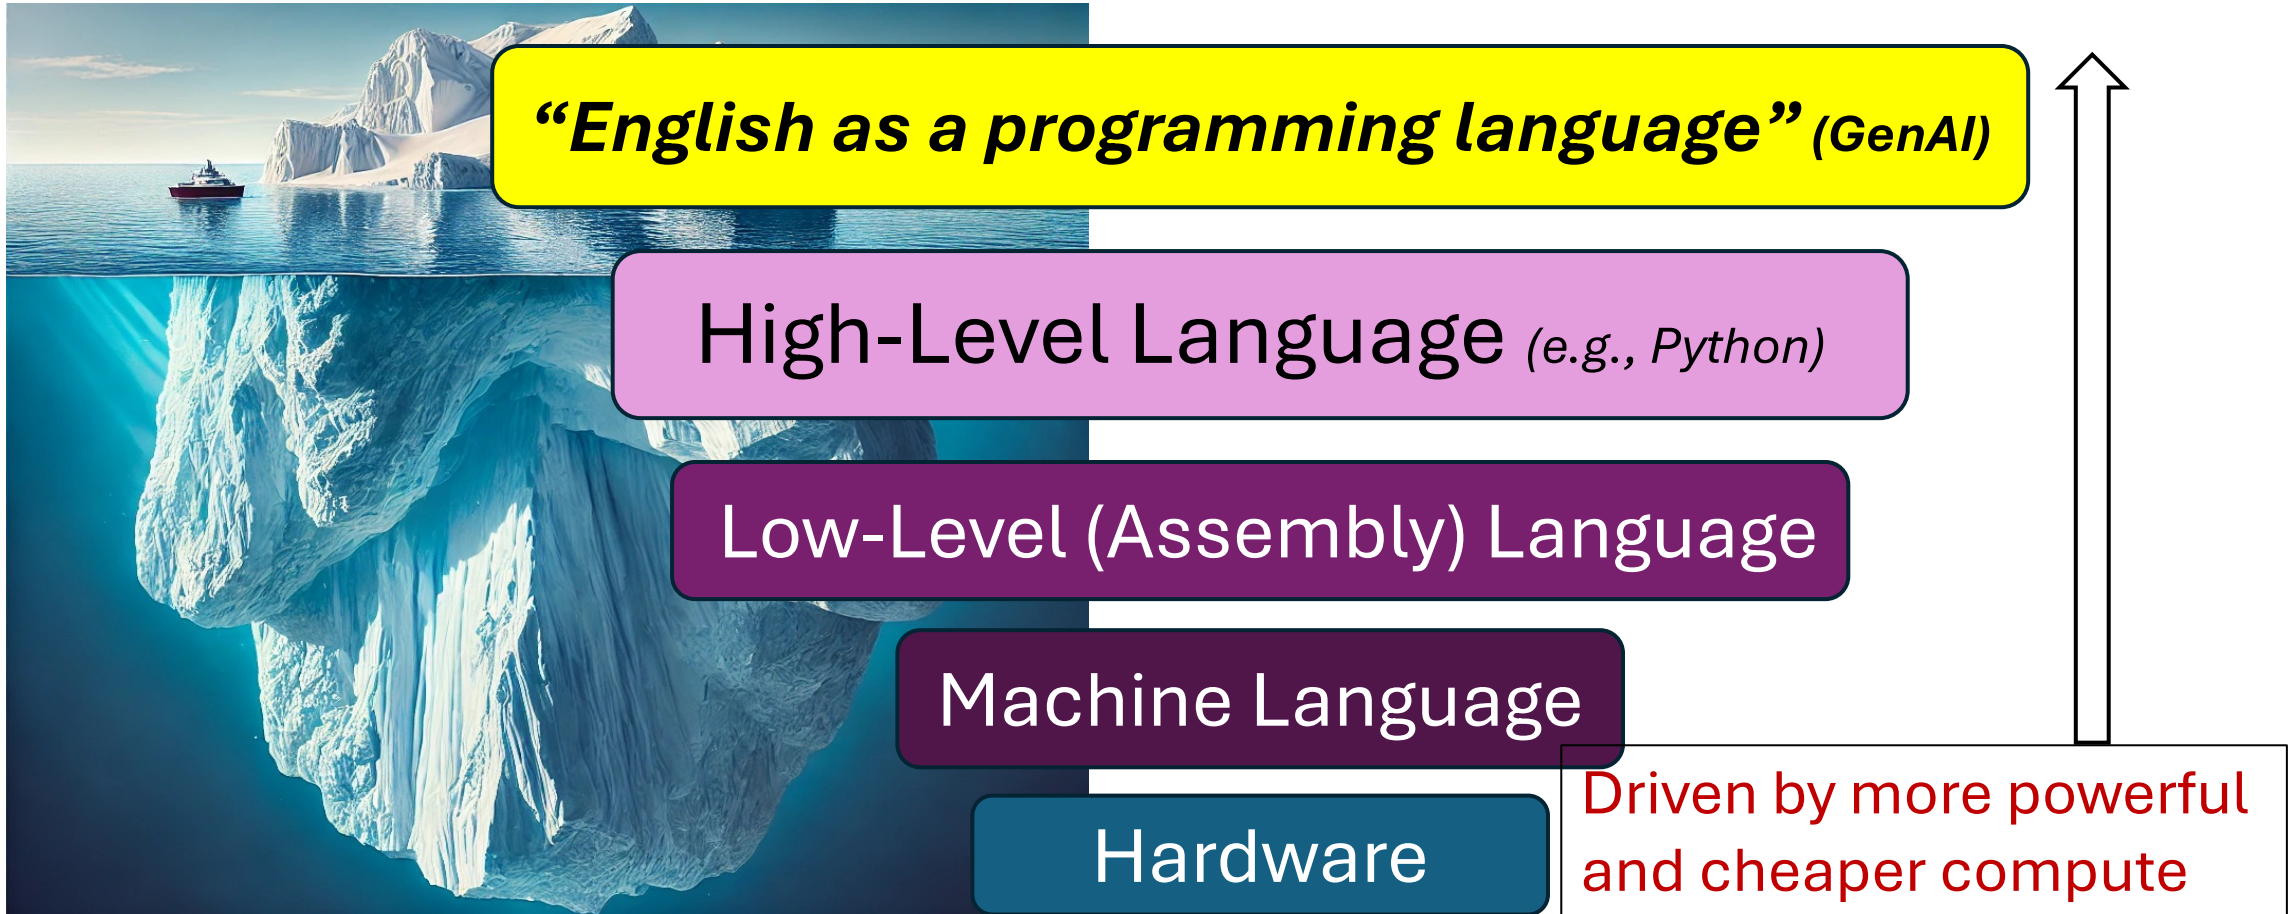 “English as a programming language” (GenAI)
High-Level Language (e.g., Python)
Low-Level (Assembly) Language
Machine Language
Hardware
Driven by more powerful
and cheaper compute